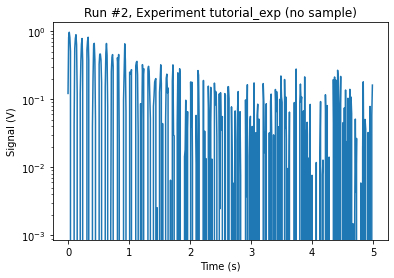 Run #2, Experiment tutorial_exp (no sample)
Signal (V)
10⁰
10⁻¹
10⁻²
10⁻³
0 1 2 3 4 5
Time (s)